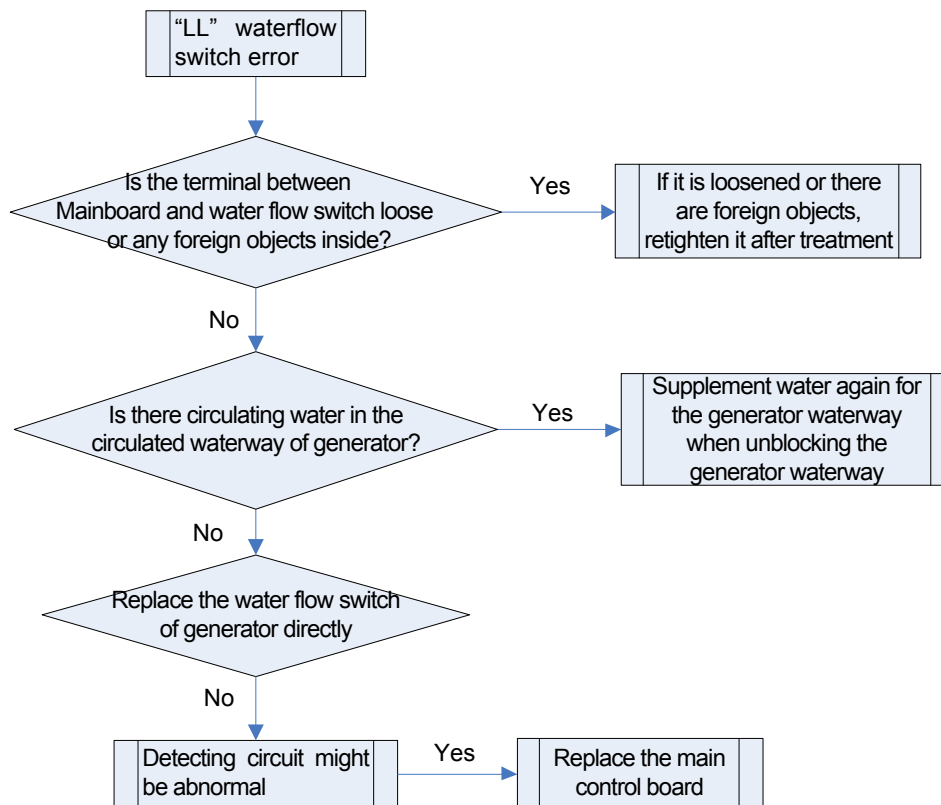 “LL” waterflow
switch error
Is the terminal between
Mainboard and water flow switch loose
or any foreign objects inside?
Yes
If it is loosened or there
are foreign objects,
retighten it after treatment
No
Is there circulating water in the
circulated waterway of generator?
Yes
Supplement water again for
the generator waterway
when unblocking the
generator waterway
No
Replace the water flow switch
of generator directly
No
Detecting circuit might
be abnormal
Yes
Replace the main
control board